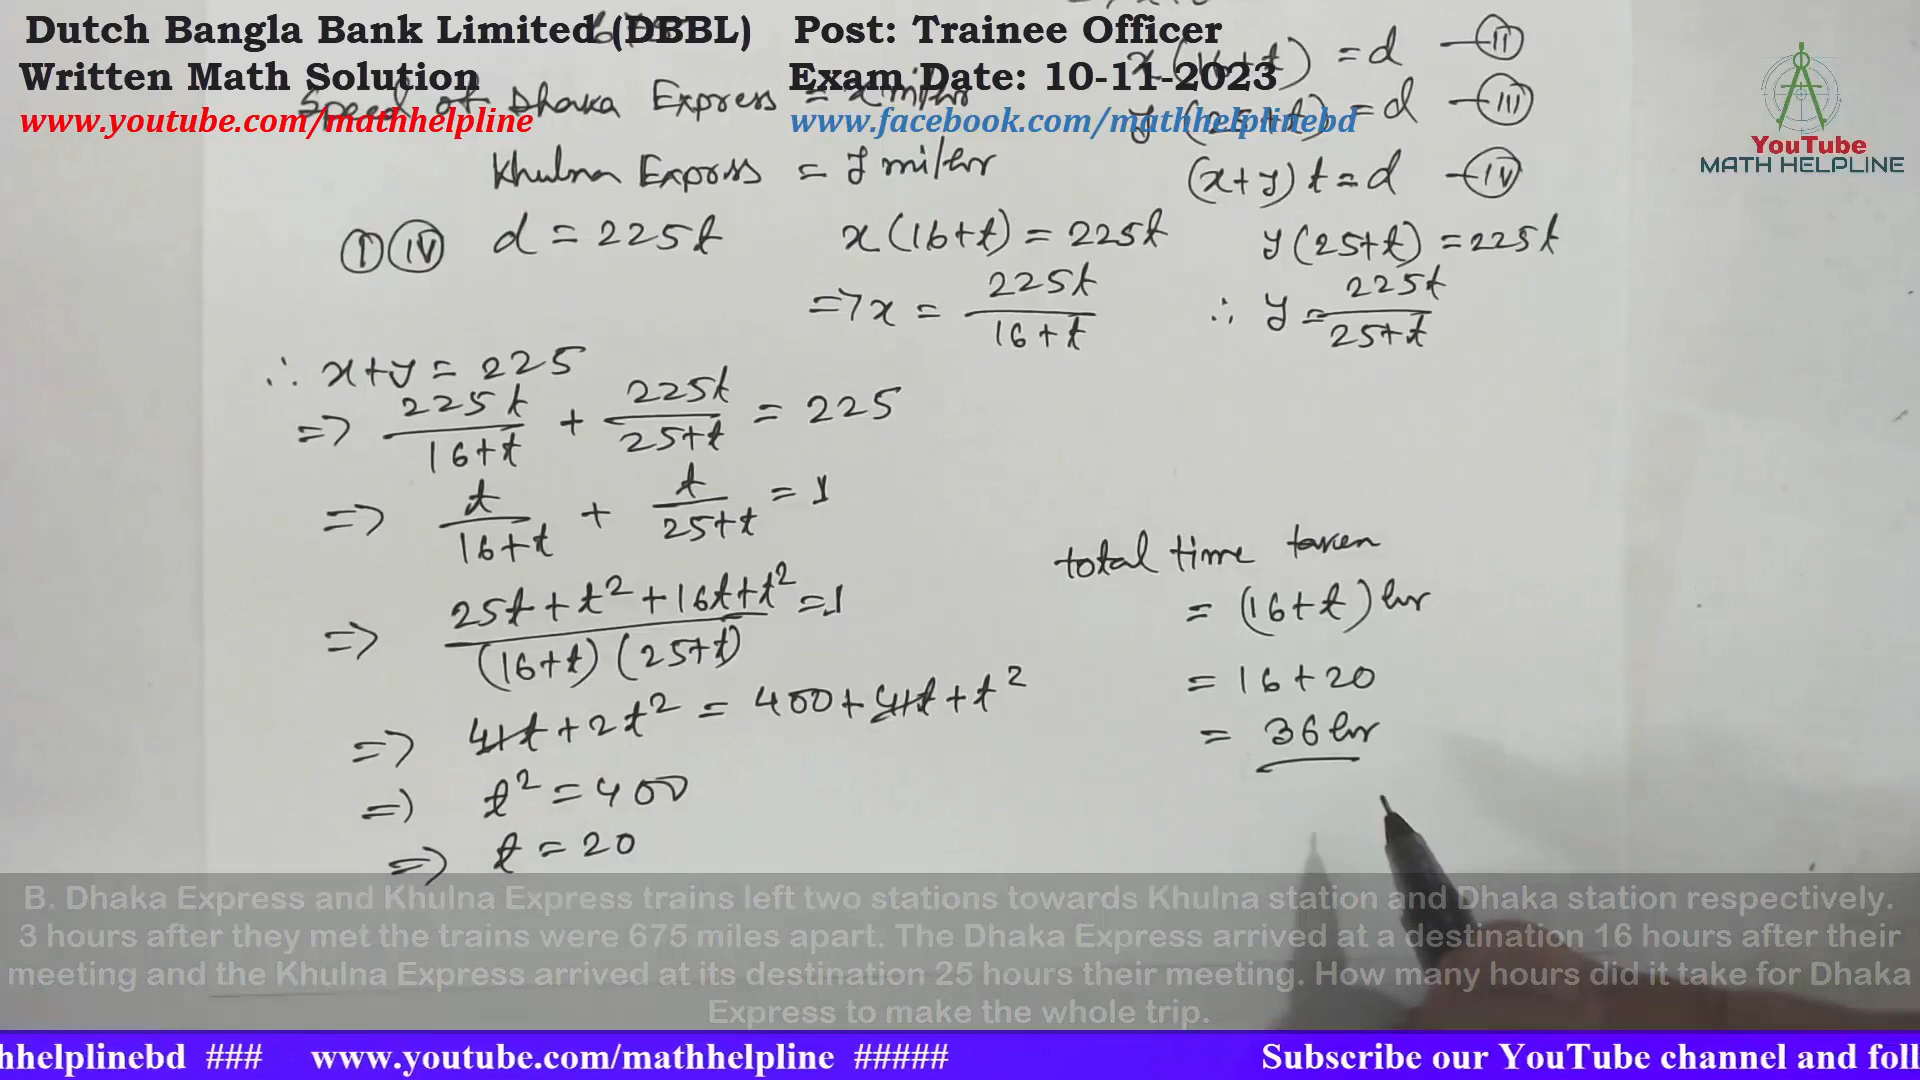 Dutch Bangla Bank Limited (DBBL) Post: Trainee Officer
Written Math Solution Exam Date: 10-11-2023
www.youtube.com/mathhelpline www.facebook.com/mathhelplinebd
YouTube
MATH HELPLINE
x(16+t) = d — II
Speed of Dhaka Express = x mi/hr
y(25+t) = d — III
Khulna Express = y mi/hr
(x+y)t = d — IV
I IV d = 225t
x(16+t) = 225t
y(25+t) = 225t
=> x = 225t/16+t
∴ y = 225t/25+t
∴ x+y = 225
=> 225t/16+t + 225t/25+t = 225
=> t/16+t + t/25+t = 1
=> 25t+t²+16t+t²/(16+t)(25+t) = 1
=> 41t+2t² = 400+41t+t²
=> t² = 400
=> t = 20
total time taken
= (16+t) hr
= 16+20
= 36 hr
B. Dhaka Express and Khulna Express trains left two stations towards Khulna station and Dhaka station respectively.
3 hours after they met the trains were 675 miles apart. The Dhaka Express arrived at a destination 16 hours after their
meeting and the Khulna Express arrived at its destination 25 hours their meeting. How many hours did it take for Dhaka
Express to make the whole trip.
hhelplinebd ### www.youtube.com/mathhelpline ##### Subscribe our YouTube channel and foll